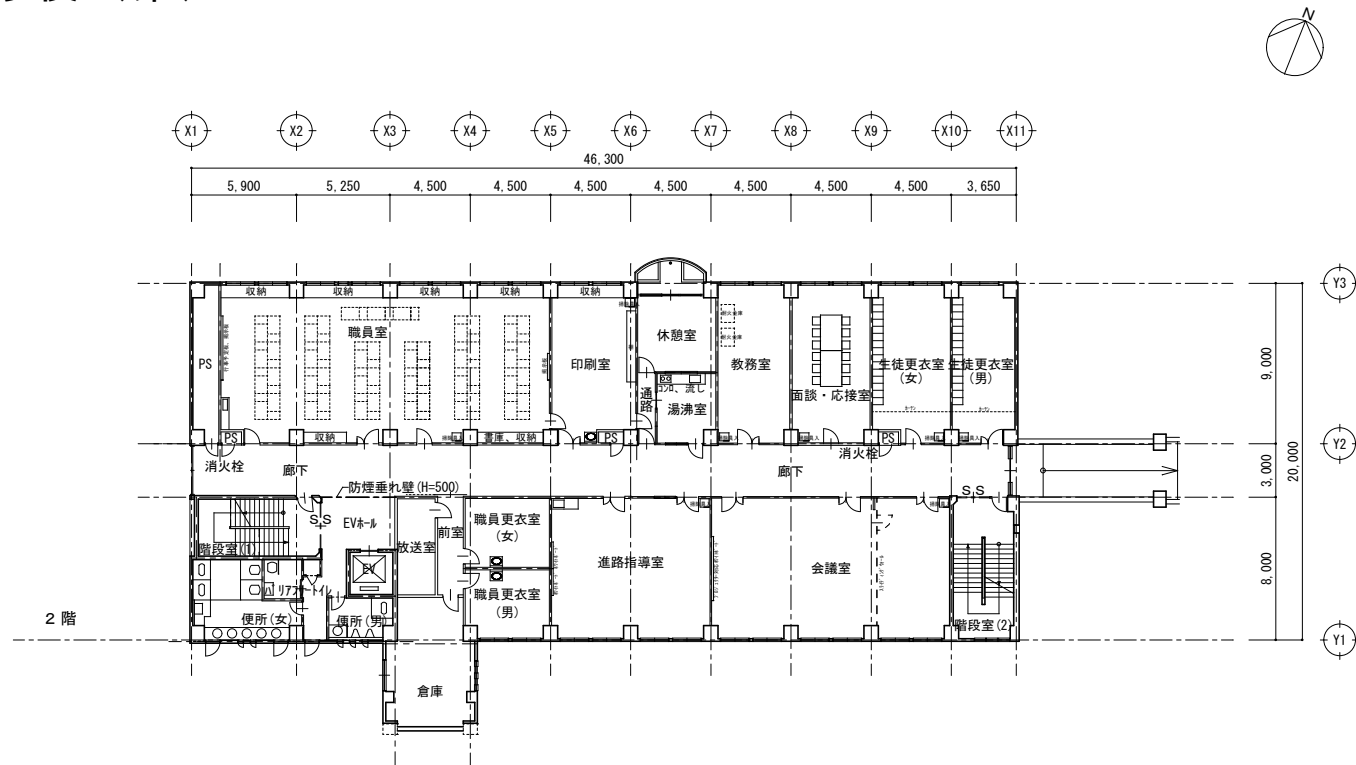 N
X1 X2 X3 X4 X5 X6 X7 X8 X9 X10 X11
46,300
5,900 5,250 4,500 4,500 4,500 4,500 4,500 4,500 4,500 3,650
Y3
収納 収納 収納 収納 収納
職員室
PS
印刷室
休憩室
教務室
生徒更衣室
(女)
生徒更衣室
(男)
面談・応接室
コンロ、流し
湯沸室
通路
9,000
PS 収納 書庫、収納 PS PS
Y2
消火栓
廊下
廊下
消火栓
3,000
20,000
防煙垂れ壁(H=500)
S S
S S
EVホール
階段室(1)
放送室
前室
職員更衣室
(女)
進路指導室
会議室
EV
バリアフリートイレ
職員更衣室
(男)
8,000
便所(女)
便所(男)
階段室(2)
2階
Y1
倉庫